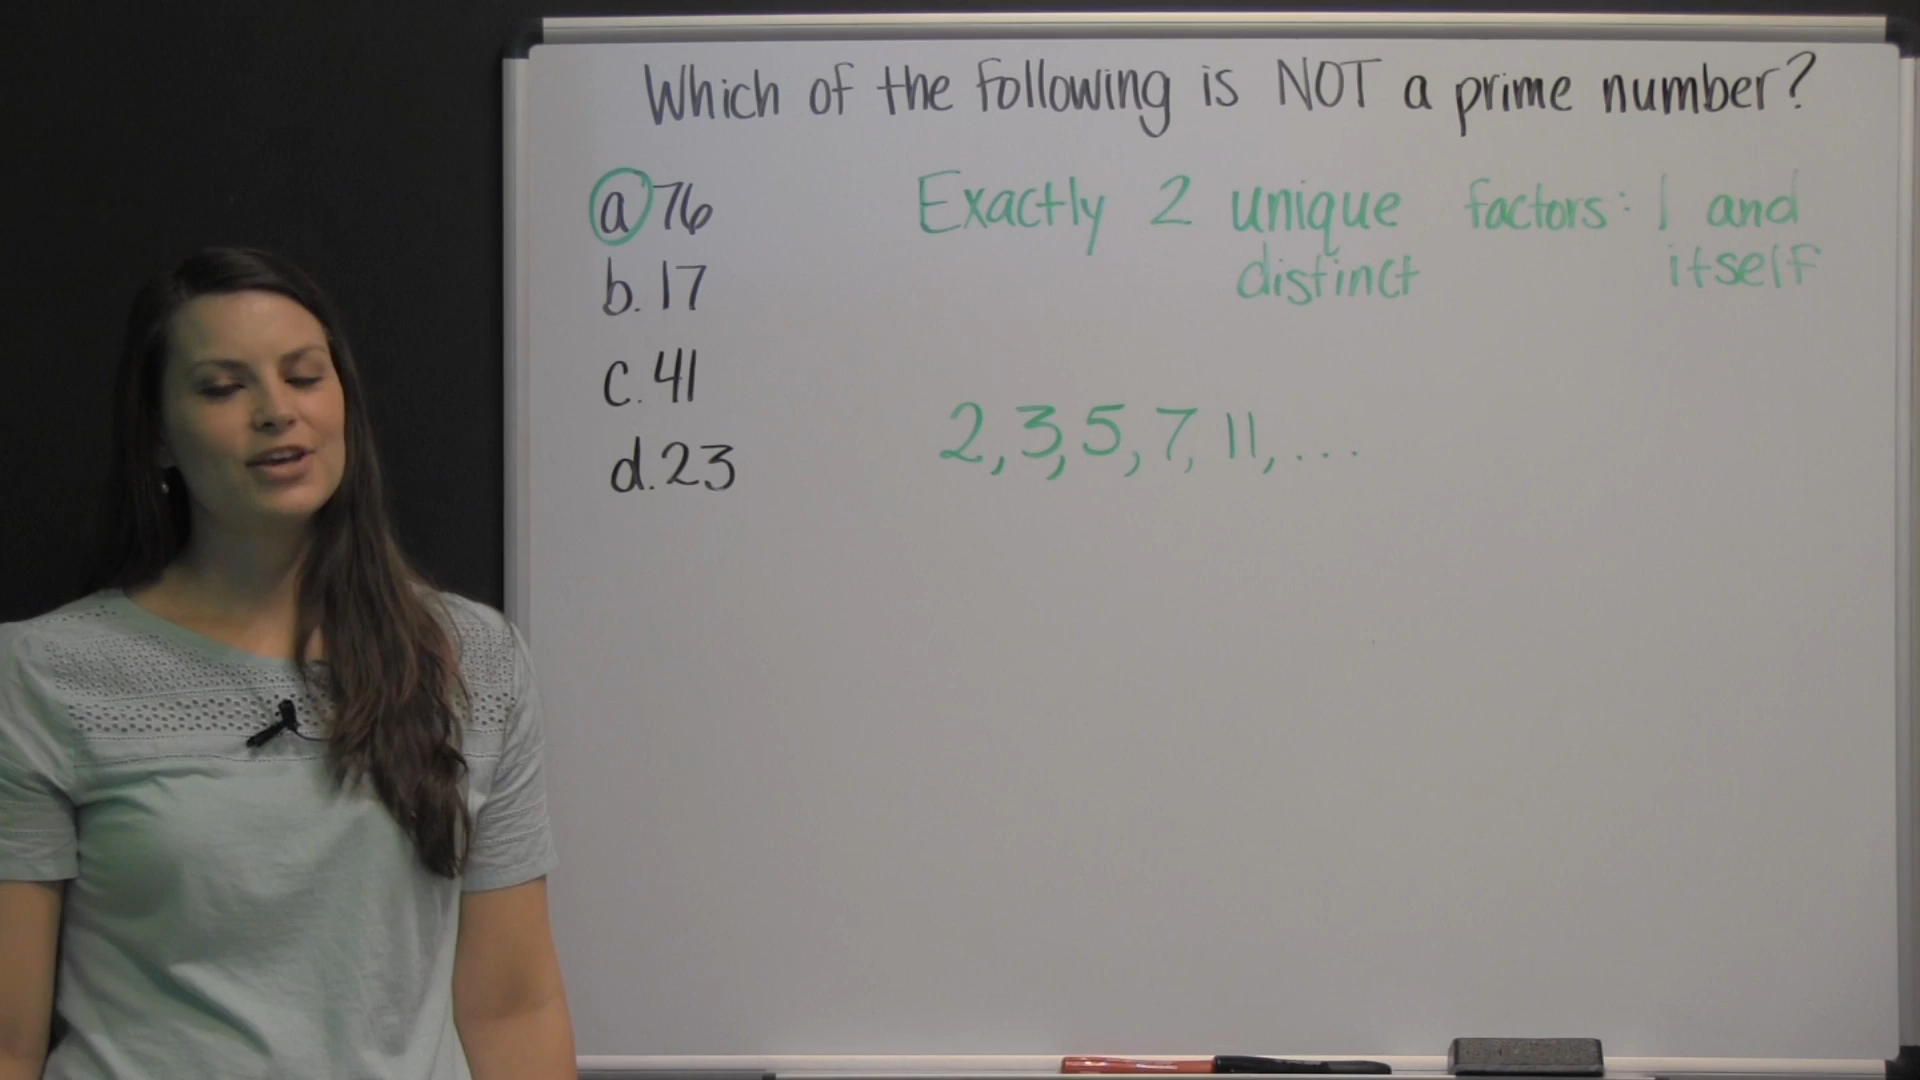 Which of the following is NOT a prime number?
a 76
Exactly 2 unique factors: 1 and
distinct itself
b. 17
c. 41
2, 3, 5, 7, 11, ...
d. 23